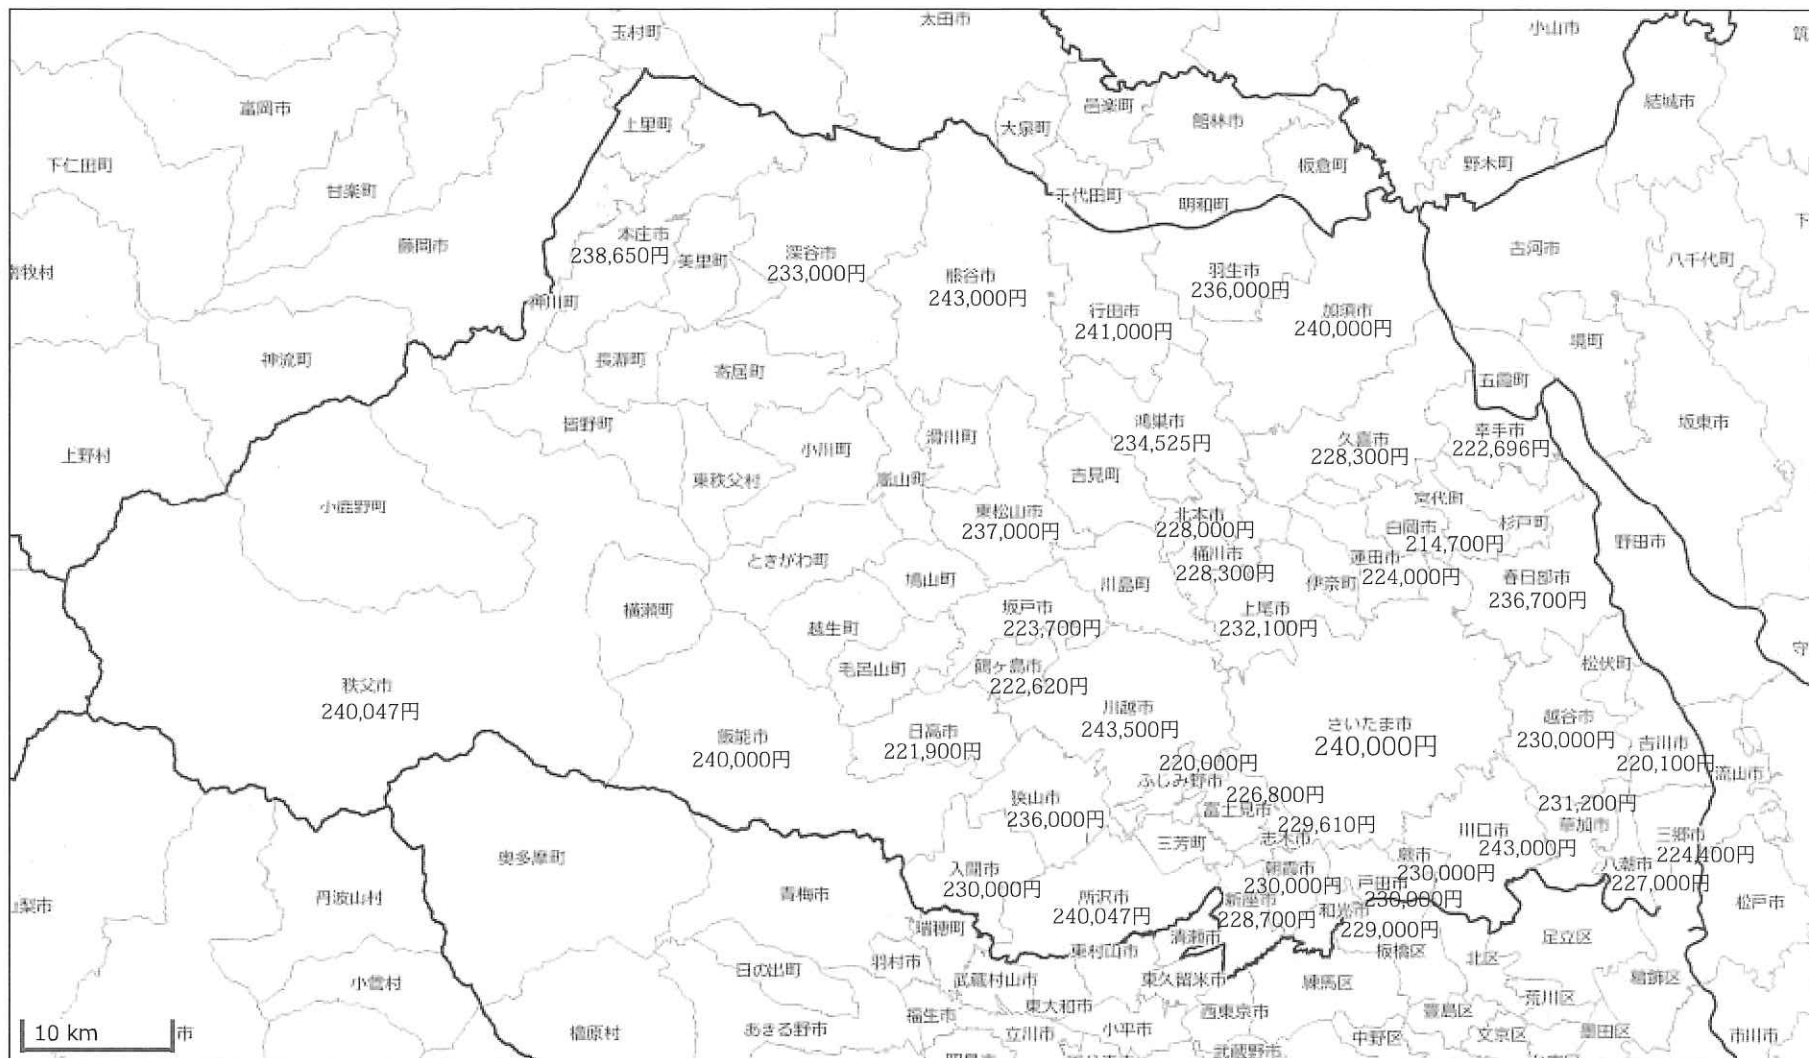 玉村町
太田市
小山市
筑
富岡市
上里町
大泉町
邑楽町
館林市
結城市
下仁田町
甘楽町
板倉町
野木町
千代田町
明和町
下
藤岡市
本庄市
238,650円
美里町
深谷市
233,000円
熊谷市
243,000円
羽生市
236,000円
古河市
八千代町
南牧村
神川町
行田市
241,000円
加須市
240,000円
神流町
長瀞町
寄居町
境町
五霞町
上野村
皆野町
小川町
滑川町
鴻巣市
234,525円
久喜市
228,300円
幸手市
222,696円
坂東市
小鹿野町
東秩父村
嵐山町
吉見町
宮代町
東松山市
237,000円
北本市
228,000円
白岡市
214,700円
杉戸町
野田市
ときがわ町
鳩山町
川島町
桶川市
228,300円
伊奈町
蓮田市
224,000円
春日部市
236,700円
横瀬町
越生町
坂戸市
223,700円
上尾市
232,100円
守
毛呂山町
鶴ヶ島市
222,620円
松伏町
秩父市
240,047円
飯能市
240,000円
日高市
221,900円
川越市
243,500円
さいたま市
240,000円
越谷市
230,000円
吉川市
220,100円
流山市
220,000円
ふじみ野市
狭山市
236,000円
226,800円
富士見市
229,610円
志木市
三芳町
231,200円
草加市
川口市
243,000円
三郷市
224,400円
奥多摩町
入間市
230,000円
朝霞市
230,000円
蕨市
230,000円
戸田市
230,000円
八潮市
227,000円
丹波山村
青梅市
所沢市
240,047円
新座市
228,700円
和光市
229,000円
松戸市
山梨市
瑞穂町
清瀬市
足立区
東村山市
板橋区
北区
羽村市
日の出町
武蔵村山市
東久留米市
練馬区
葛飾区
小菅村
東大和市
荒川区
福生市
西東京市
豊島区
10 km
市
檜原村
あきる野市
立川市
小平市
中野区
文京区
墨田区
市川市
昭島市
武蔵野市